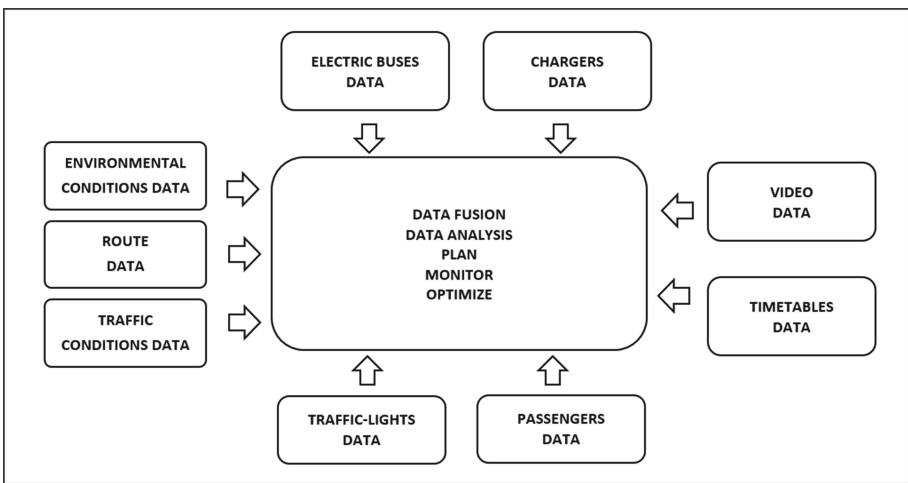 ELECTRIC BUSES
DATA
CHARGERS
DATA
ENVIRONMENTAL
CONDITIONS DATA
ROUTE
DATA
TRAFFIC
CONDITIONS DATA
DATA FUSION
DATA ANALYSIS
PLAN
MONITOR
OPTIMIZE
VIDEO
DATA
TIMETABLES
DATA
TRAFFIC-LIGHTS
DATA
PASSENGERS
DATA